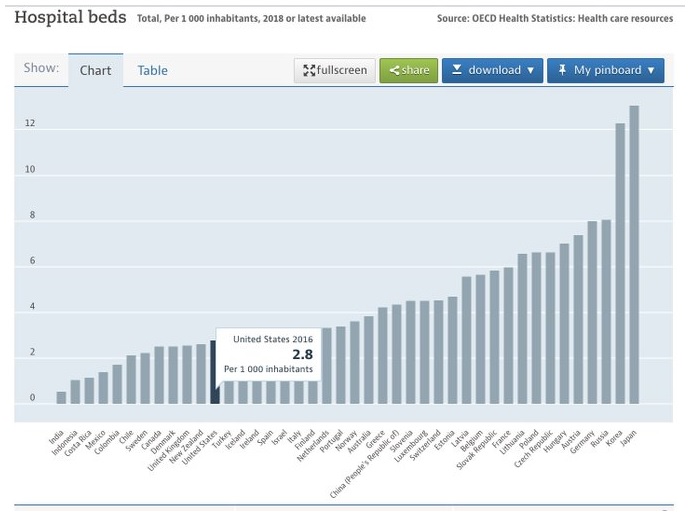 Hospital beds Total, Per 1 000 inhabitants, 2018 or latest available Source: OECD Health Statistics: Health care resources
Show: Chart Table fullscreen share download ▼ My pinboard ▼
12
10
8
6
4
2
0
United States 2016
2.8
Per 1 000 inhabitants
India
Indonesia
Costa Rica
Mexico
Colombia
Chile
Sweden
Canada
Denmark
United Kingdom
New Zealand
United States
Turkey
Iceland
Ireland
Spain
Israel
Italy
Finland
Netherlands
Portugal
Norway
Australia
Greece
China (People's Republic of)
Slovenia
Luxembourg
Switzerland
Estonia
Latvia
Belgium
Slovak Republic
France
Lithuania
Poland
Czech Republic
Hungary
Austria
Germany
Russia
Korea
Japan